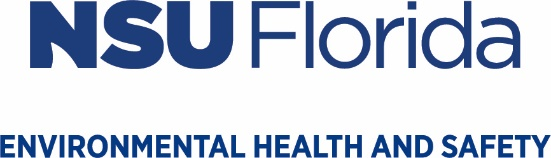 NSU Florida
ENVIRONMENTAL HEALTH AND SAFETY